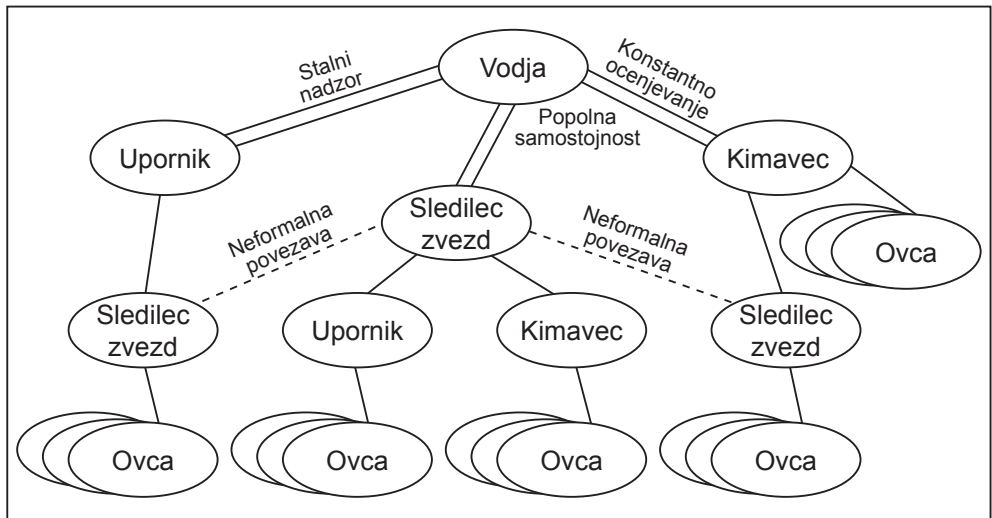 Vodja
Stalni
nadzor
Konstantno
ocenjevanje
Popolna
samostojnost
Upornik
Kimavec
Sledilec
zvezd
Neformalna
povezava
Neformalna
povezava
Ovca
Sledilec
zvezd
Upornik
Kimavec
Sledilec
zvezd
Ovca
Ovca
Ovca
Ovca